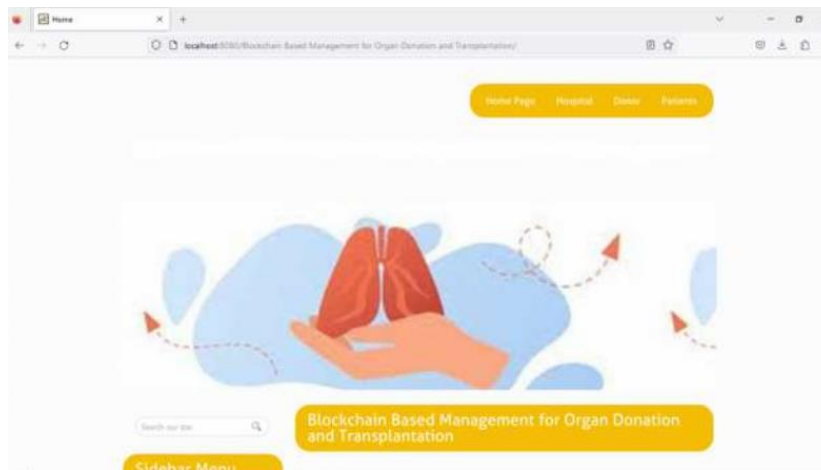 Home
localhost:8080/Blockchain Based Management for Organ Donation and Transplantation/
Home Page Hospital Donor Patients
Search our site
Blockchain Based Management for Organ Donation
and Transplantation
Sidebar Menu